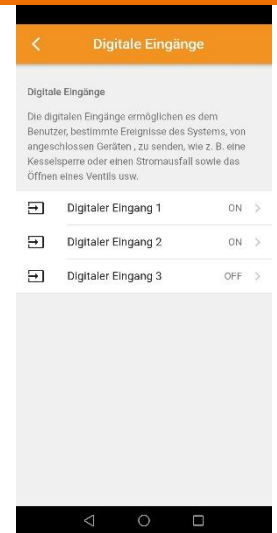 Digitale Eingänge
Digitale Eingänge
Die digitalen Eingänge ermöglichen es dem
Benutzer, bestimmte Ereignisse des Systems, von
angeschlossen Geräten , zu senden, wie z. B. eine
Kesselsperre oder einen Stromausfall sowie das
Öffnen eines Ventils usw.
Digitaler Eingang 1 ON
Digitaler Eingang 2 ON
Digitaler Eingang 3 OFF